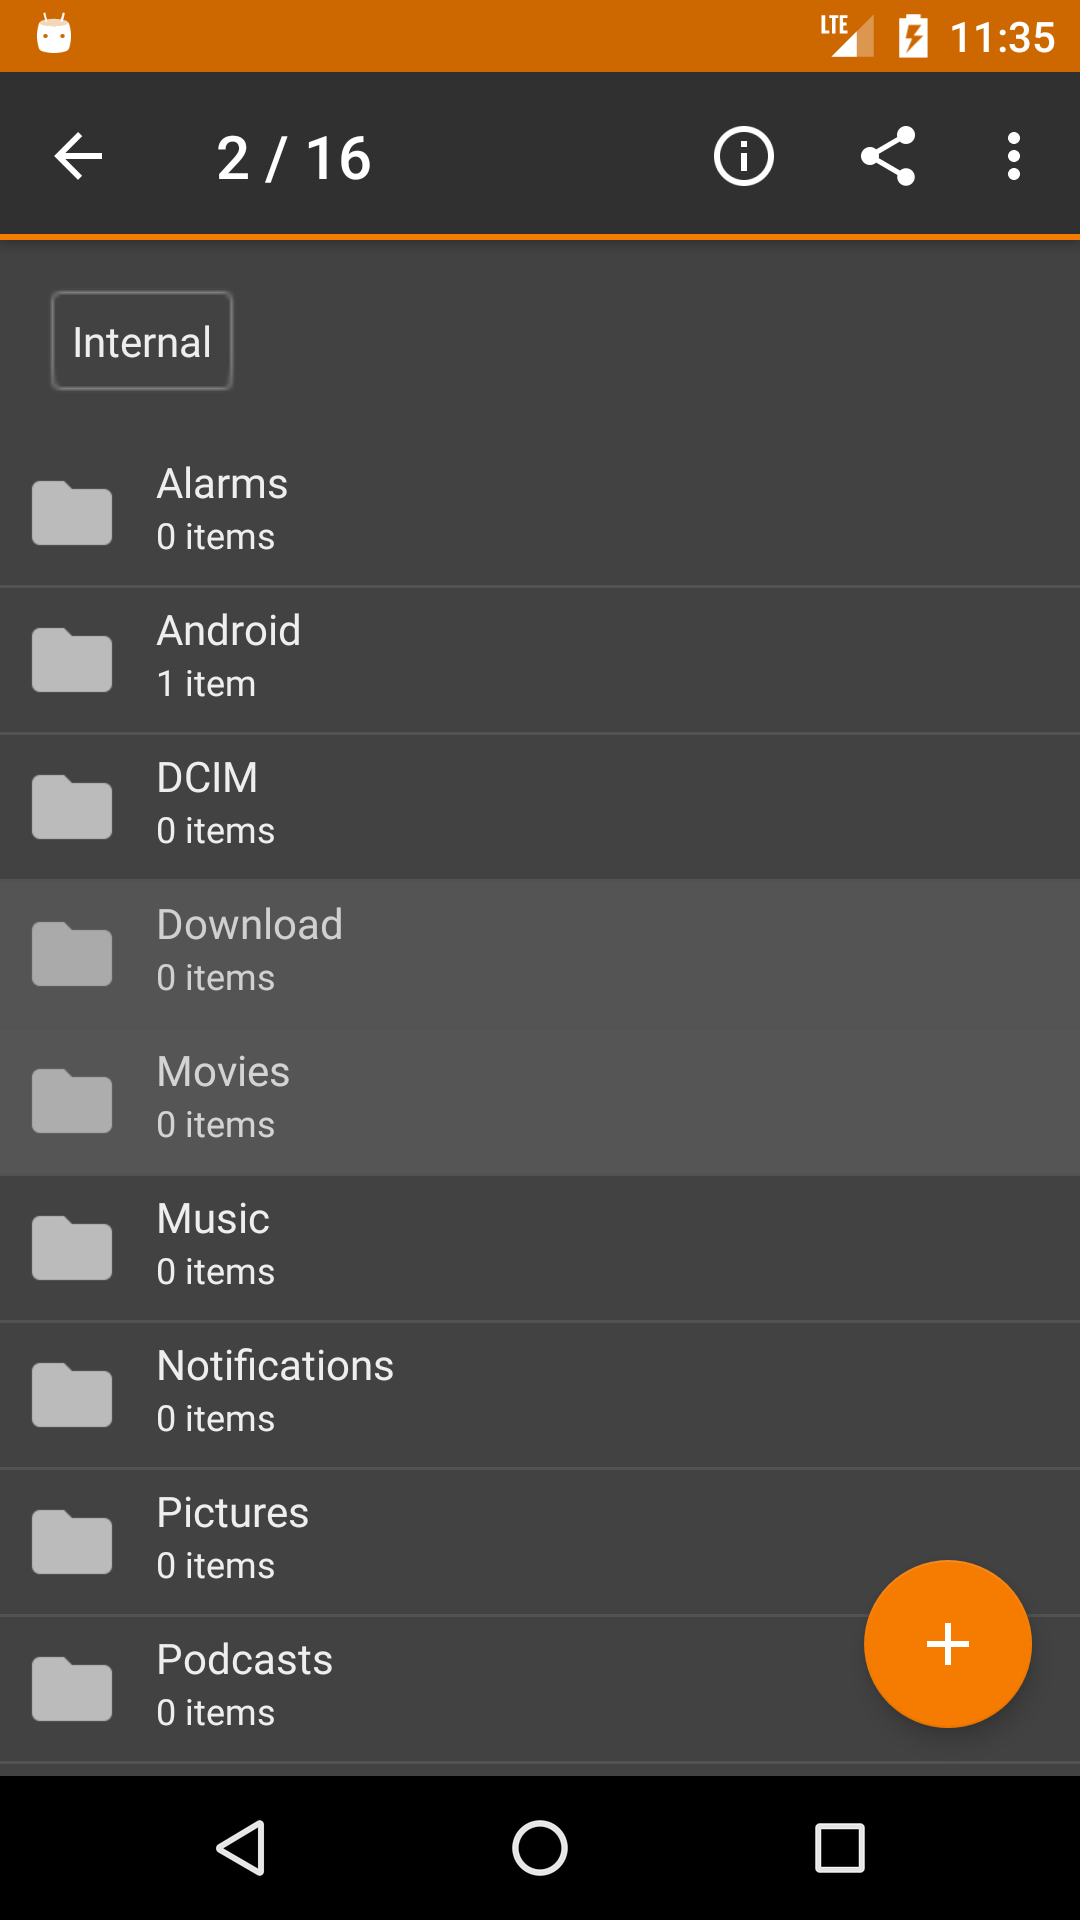 LTE 11:35
2 / 16
Internal
Alarms
0 items
Android
1 item
DCIM
0 items
Download
0 items
Movies
0 items
Music
0 items
Notifications
0 items
Pictures
0 items
Podcasts
0 items